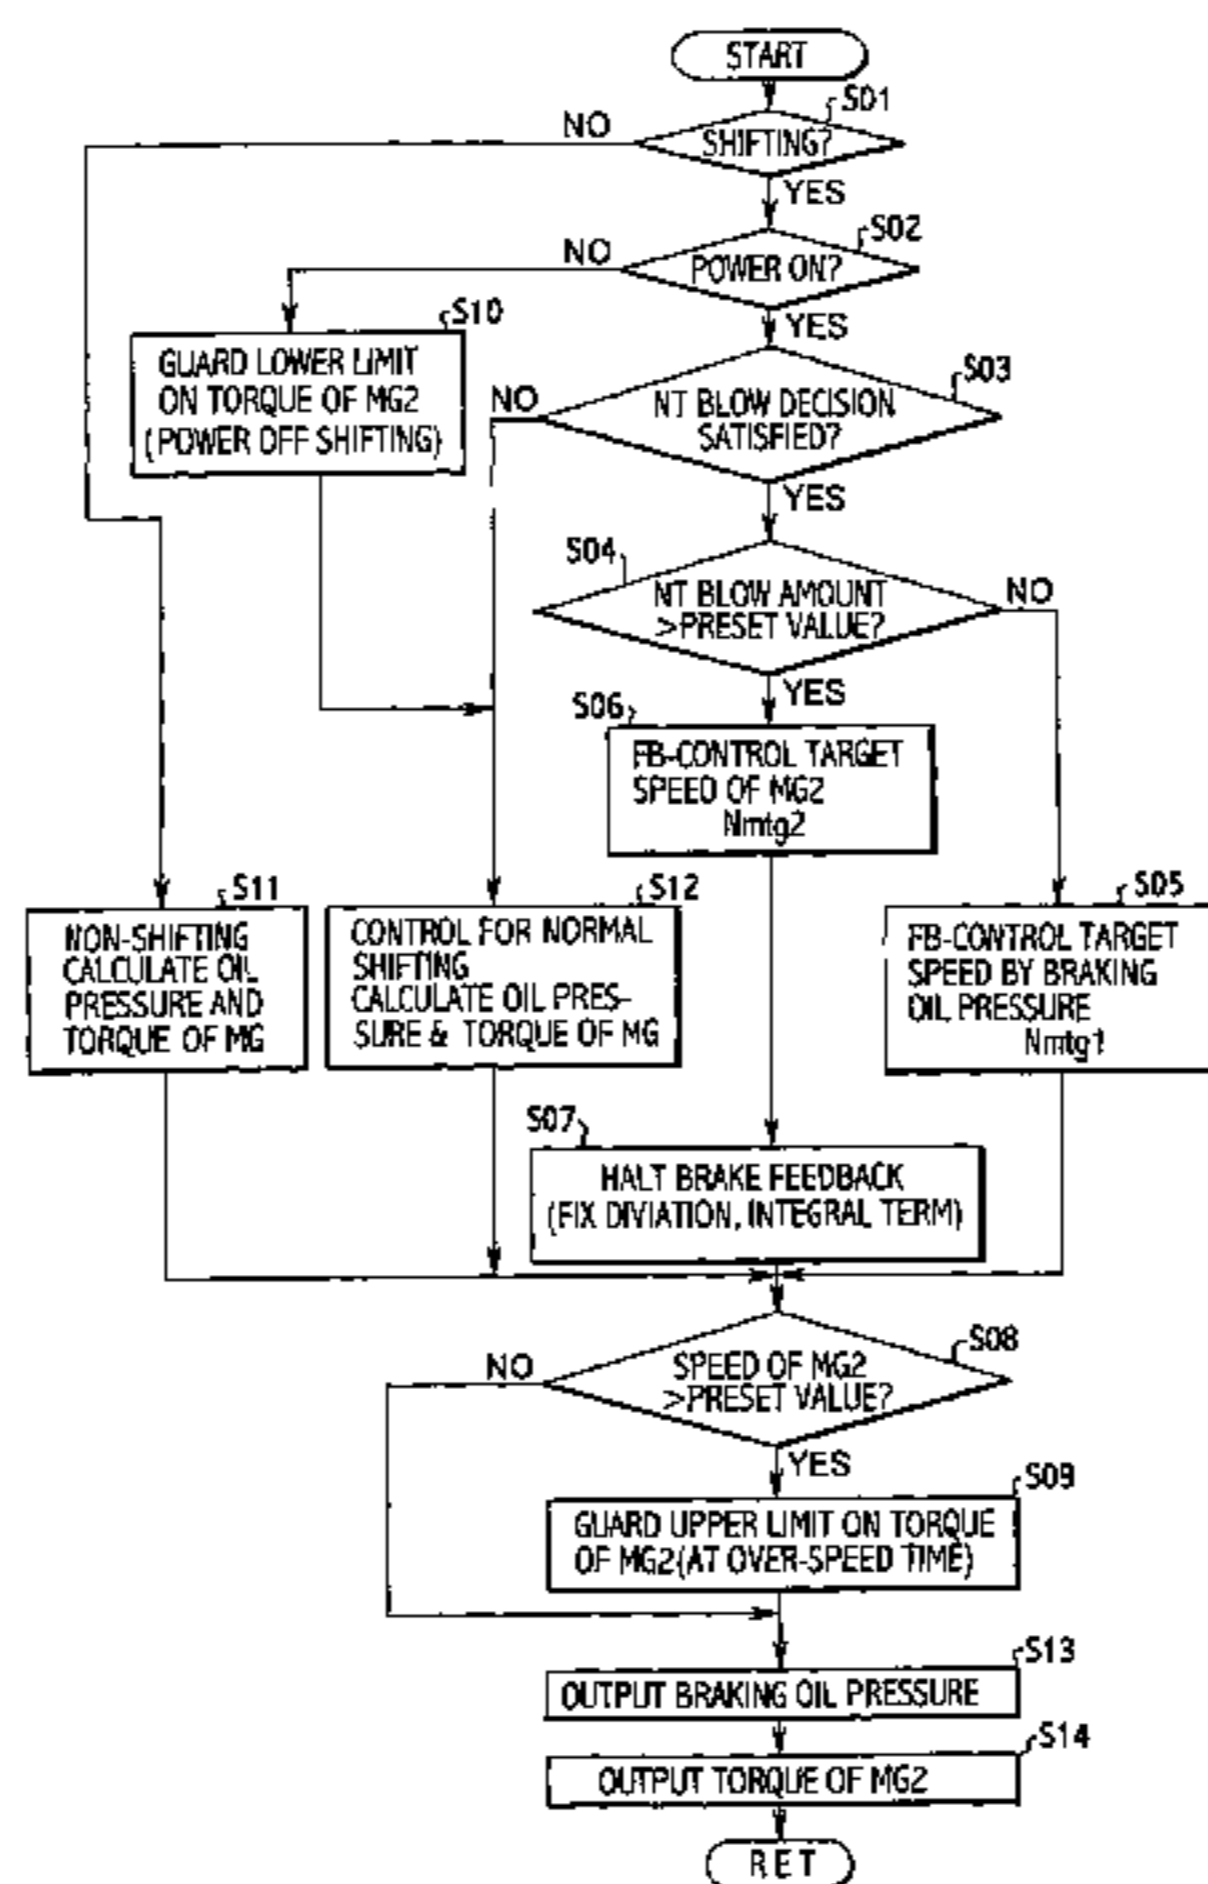 START
S01
NO
SHIFTING?
YES
S02
NO
POWER ON?
YES
S10
GUARD LOWER LIMIT
ON TORQUE OF MG2
(POWER OFF SHIFTING)
S03
NO
NT BLOW DECISION
SATISFIED?
YES
S04
NT BLOW AMOUNT
>PRESET VALUE?
NO
YES
S06
FB-CONTROL TARGET
SPEED OF MG2
Nmtg2
S11
NON-SHIFTING
CALCULATE OIL
PRESSURE AND
TORQUE OF MG
S12
CONTROL FOR NORMAL
SHIFTING
CALCULATE OIL PRES-
SURE & TORQUE OF MG
S05
FB-CONTROL TARGET
SPEED BY BRAKING
OIL PRESSURE
Nmtg1
S07
HALT BRAKE FEEDBACK
(FIX DIVIATION, INTEGRAL TERM)
S08
NO
SPEED OF MG2
>PRESET VALUE?
YES
S09
GUARD UPPER LIMIT ON TORQUE
OF MG2(AT OVER-SPEED TIME)
S13
OUTPUT BRAKING OIL PRESSURE
S14
OUTPUT TORQUE OF MG2
RET